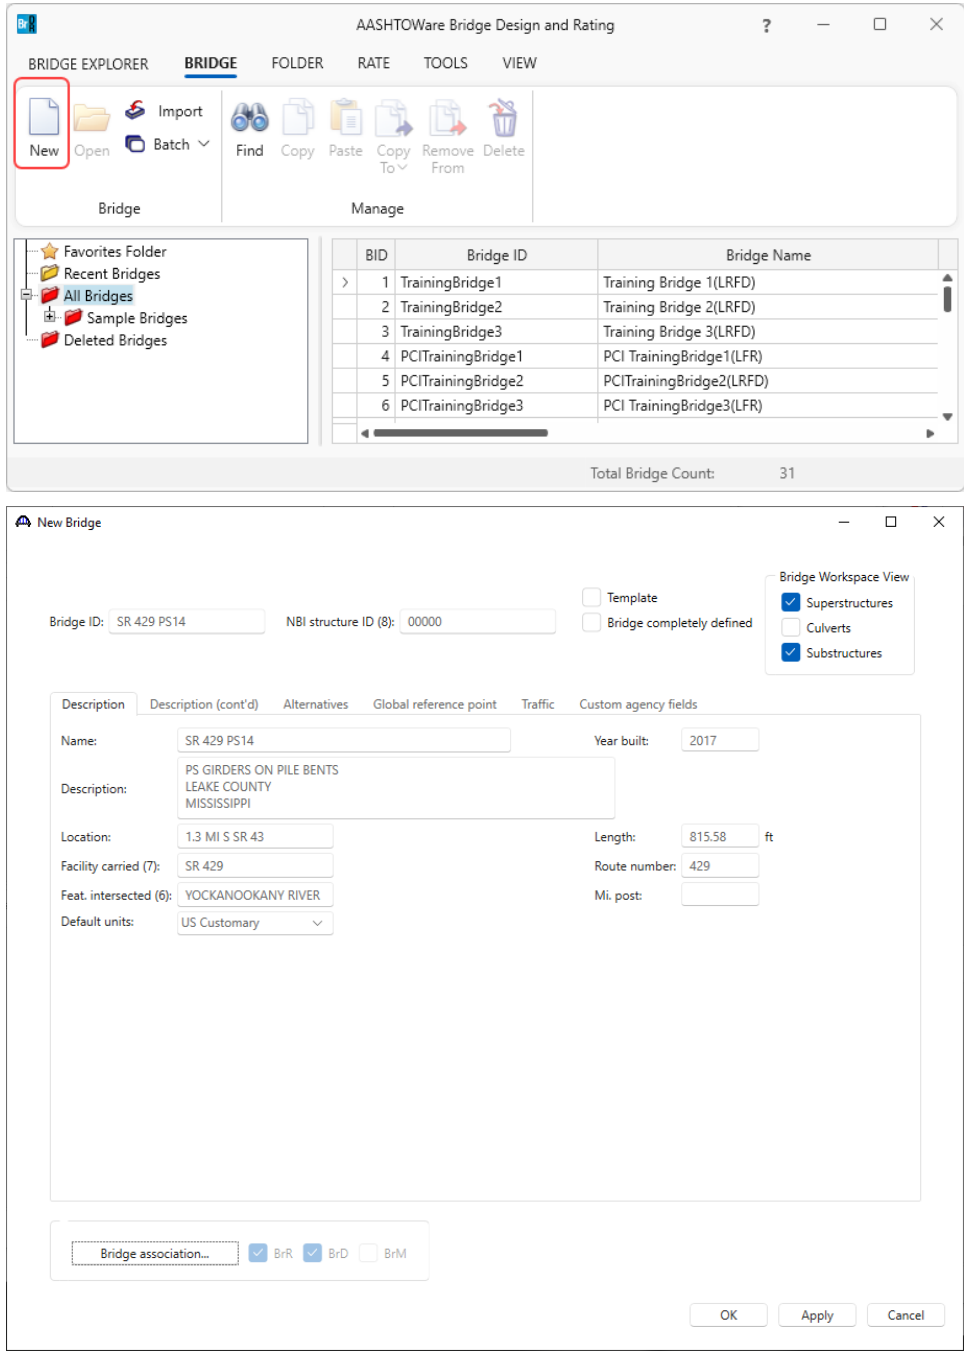 Br DR AASHTOWare Bridge Design and Rating ?
BRIDGE EXPLORER BRIDGE FOLDER RATE TOOLS VIEW
New Open Import Batch Find Copy Paste Copy To Remove From Delete
Bridge Manage
Favorites Folder
Recent Bridges
All Bridges
Sample Bridges
Deleted Bridges
BID Bridge ID Bridge Name
1 TrainingBridge1 Training Bridge 1(LRFD)
2 TrainingBridge2 Training Bridge 2(LRFD)
3 TrainingBridge3 Training Bridge 3(LRFD)
4 PCITrainingBridge1 PCI TrainingBridge1(LFR)
5 PCITrainingBridge2 PCITrainingBridge2(LRFD)
6 PCITrainingBridge3 PCI TrainingBridge3(LFR)
Total Bridge Count: 31
New Bridge
Bridge ID: SR 429 PS14 NBI structure ID (8): 00000
Template
Bridge completely defined
Bridge Workspace View
Superstructures
Culverts
Substructures
Description Description (cont'd) Alternatives Global reference point Traffic Custom agency fields
Name: SR 429 PS14 Year built: 2017
Description: PS GIRDERS ON PILE BENTS
LEAKE COUNTY
MISSISSIPPI
Location: 1.3 MI S SR 43 Length: 815.58 ft
Facility carried (7): SR 429 Route number: 429
Feat. intersected (6): YOCKANOOKANY RIVER Mi. post:
Default units: US Customary
Bridge association... BrR BrD BrM
OK Apply Cancel